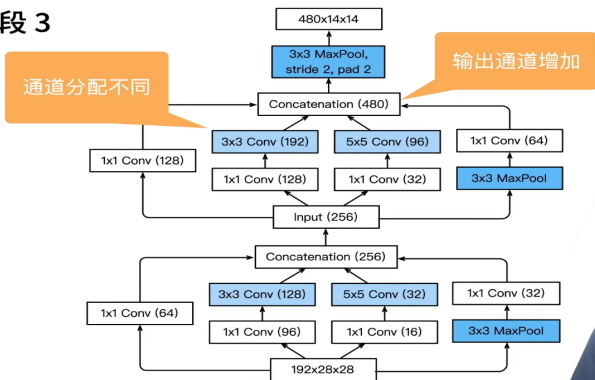 段 3
480x14x14
3x3 MaxPool,
stride 2, pad 2
输出通道增加
通道分配不同
Concatenation (480)
3x3 Conv (192)
5x5 Conv (96)
1x1 Conv (64)
1x1 Conv (128)
1x1 Conv (128)
1x1 Conv (32)
3x3 MaxPool
Input (256)
Concatenation (256)
3x3 Conv (128)
5x5 Conv (32)
1x1 Conv (32)
1x1 Conv (64)
1x1 Conv (96)
1x1 Conv (16)
3x3 MaxPool
192x28x28